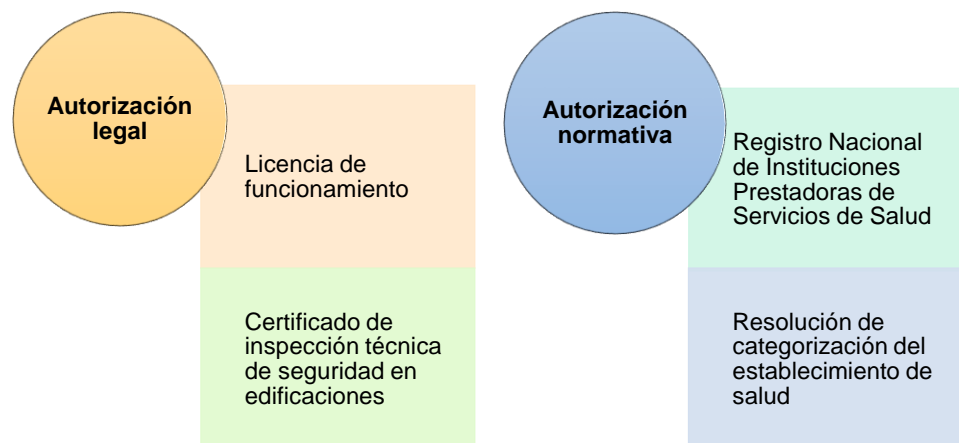 Autorización
legal
Licencia de
funcionamiento
Certificado de
inspección técnica
de seguridad en
edificaciones
Autorización
normativa
Registro Nacional
de Instituciones
Prestadoras de
Servicios de Salud
Resolución de
categorización del
establecimiento de
salud